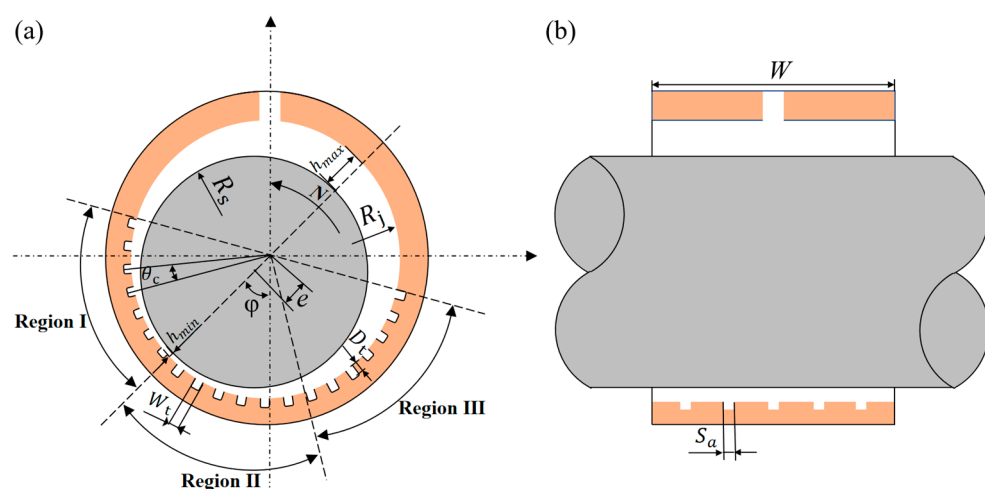 (a)
(b)
W
h_max
N
R_s
R_j
θ_c
φ
e
Region I
h_min
D_t
W_t
Region III
S_a
Region II